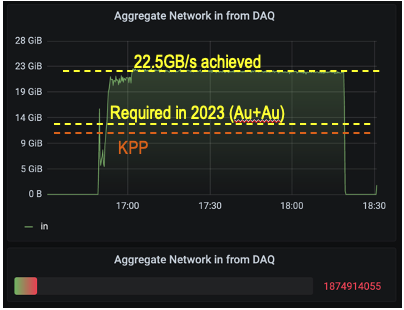 Aggregate Network in from DAQ
28 GiB
23 GiB
22.5GB/s achieved
19 GiB
14 GiB
Required in 2023 (Au+Au)
9 GiB
KPP
5 GiB
0 B
17:00 17:30 18:00 18:30
in
Aggregate Network in from DAQ
1874914055